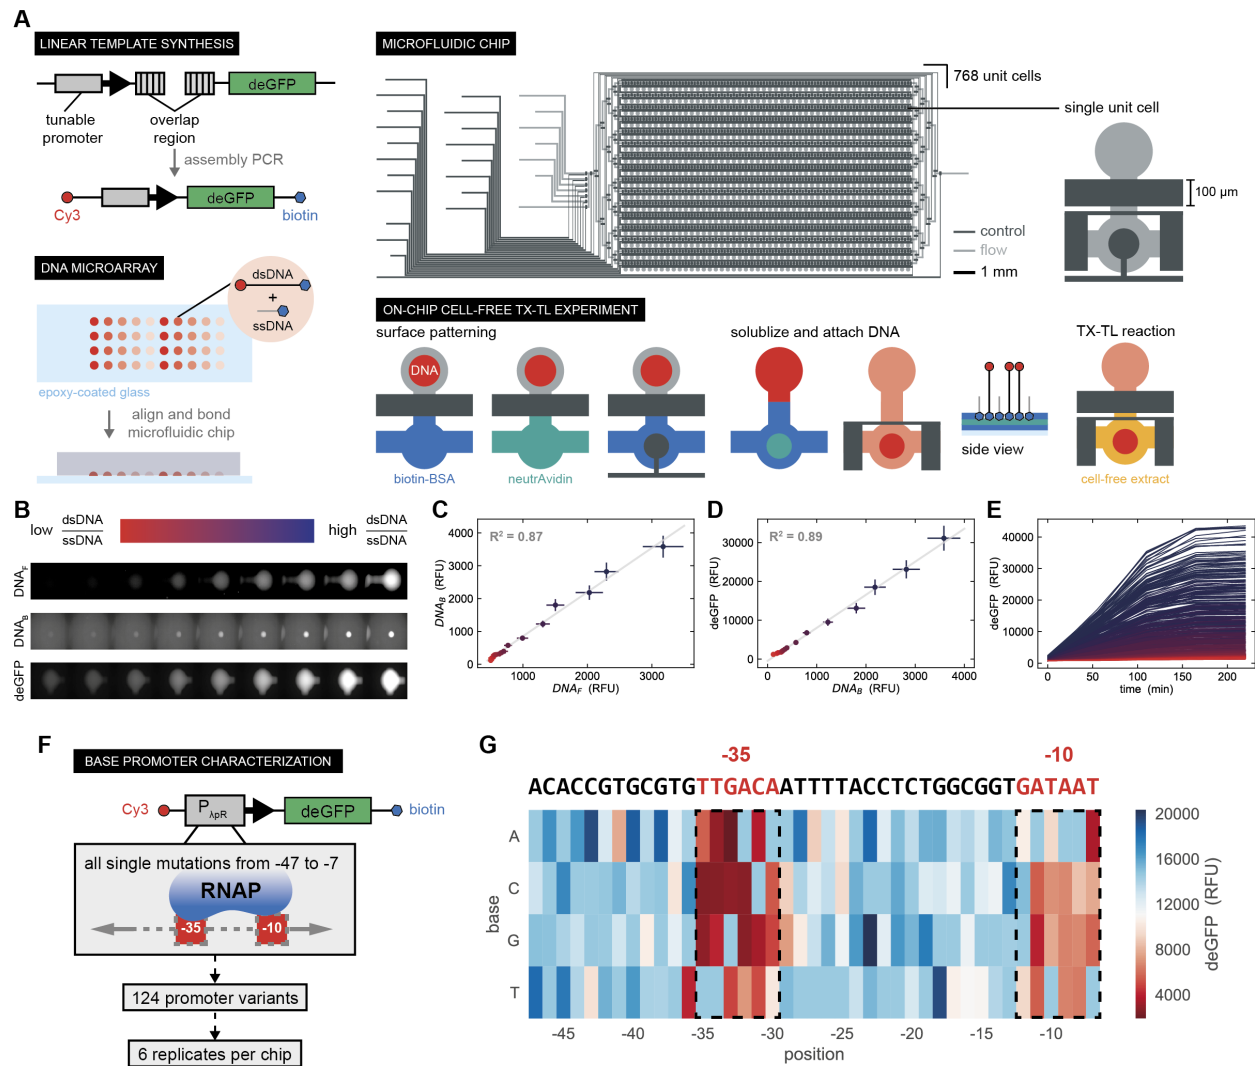 A
LINEAR TEMPLATE SYNTHESIS
deGFP
tunable
promoter
overlap
region
assembly PCR
deGFP
Cy3
biotin
DNA MICROARRAY
dsDNA
+
ssDNA
epoxy-coated glass
align and bond
microfluidic chip
MICROFLUIDIC CHIP
768 unit cells
single unit cell
100 µm
control
flow
1 mm
ON-CHIP CELL-FREE TX-TL EXPERIMENT
surface patterning
solublize and attach DNA
TX-TL reaction
DNA
biotin-BSA
neutrAvidin
side view
cell-free extract
B
low dsDNA
ssDNA
high dsDNA
ssDNA
DNAF
DNAB
deGFP
C
R² = 0.87
DNAB (RFU)
4000
3000
2000
1000
0
1000 2000 3000
DNAF (RFU)
D
R² = 0.89
deGFP (RFU)
30000
20000
10000
0
0 1000 2000 3000 4000
DNAB (RFU)
E
deGFP (RFU)
40000
30000
20000
10000
0
0 50 100 150 200
time (min)
F
BASE PROMOTER CHARACTERIZATION
Cy3
PλpR
deGFP
biotin
all single mutations from -47 to -7
RNAP
-35
-10
124 promoter variants
6 replicates per chip
G
-35 -10
ACACCGTGCGTGTTGACAATTTTACCTCTGGCGGTGATAAT
base
A
C
G
T
-45 -40 -35 -30 -25 -20 -15 -10
position
20000
16000
12000
8000
4000
deGFP (RFU)